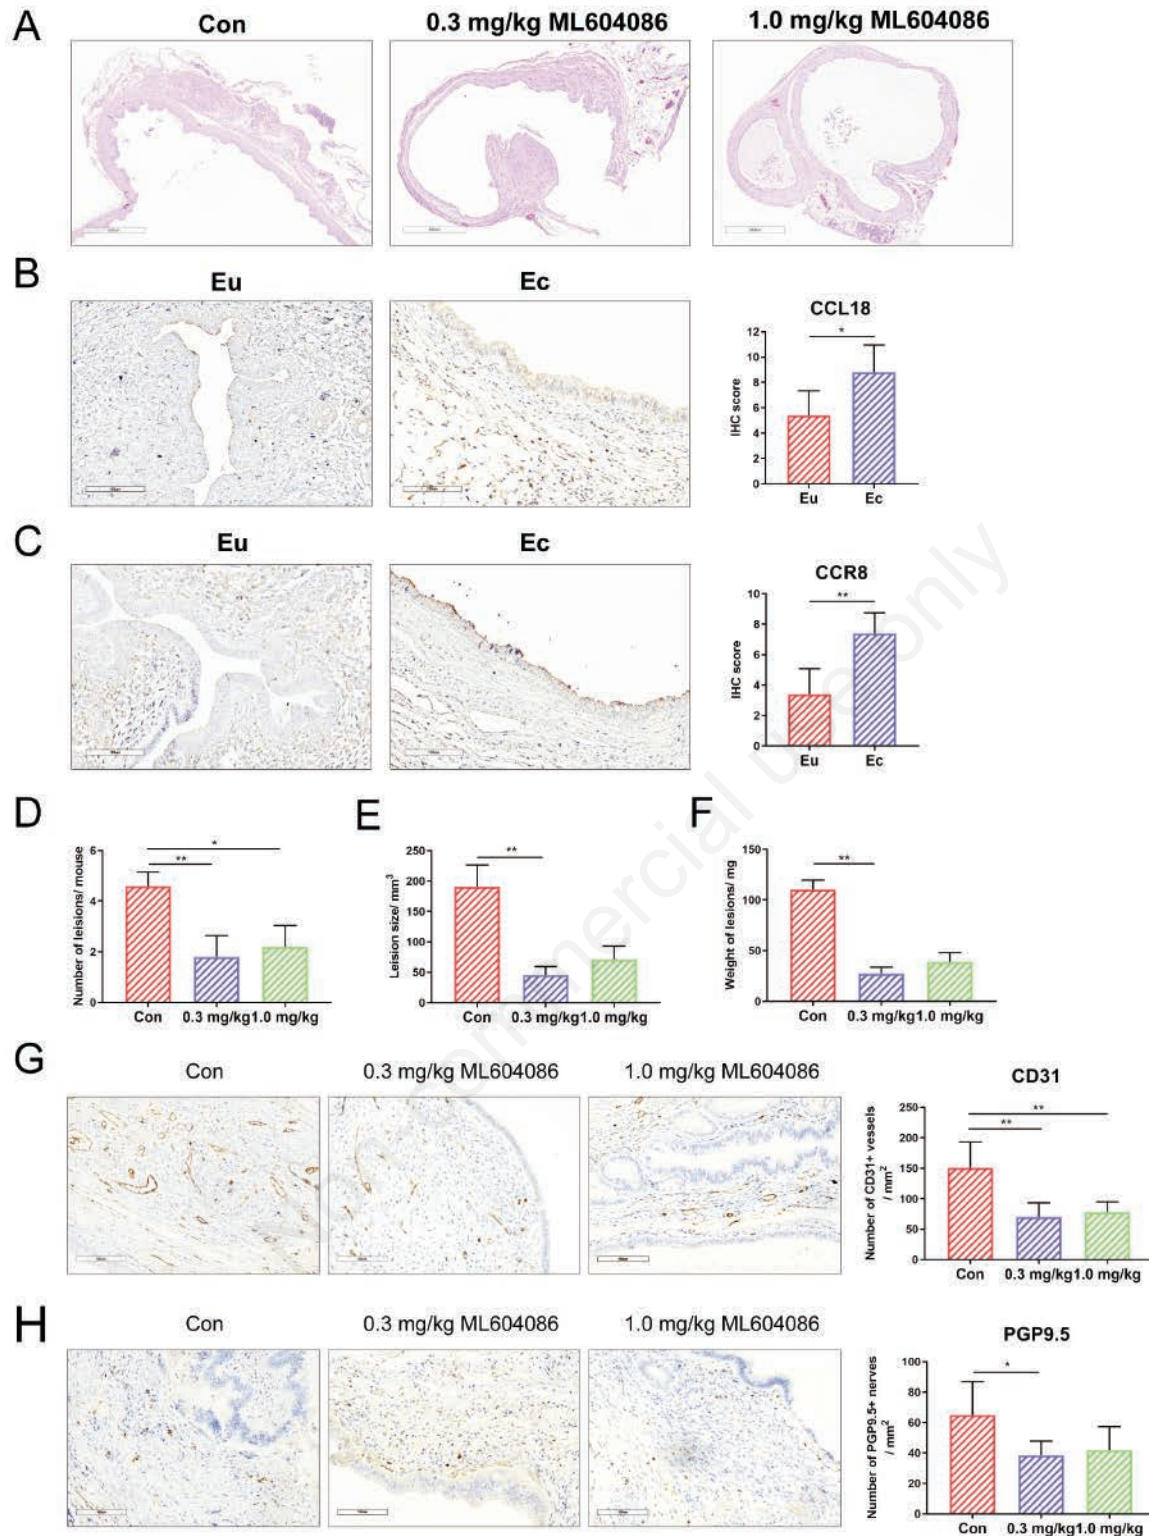 A
Con
0.3 mg/kg ML604086
1.0 mg/kg ML604086
B
Eu
Ec
CCL18
*
12
10
8
6
4
2
0
IHC score
Eu
Ec
C
Eu
Ec
CCR8
**
10
8
6
4
2
0
IHC score
Eu
Ec
D
*
**
6
4
2
0
Number of leisions/ mouse
Con
0.3 mg/kg
1.0 mg/kg
E
**
250
200
150
100
50
0
Leision size/ mm³
Con
0.3 mg/kg
1.0 mg/kg
F
**
150
100
50
0
Weight of lesions/ mg
Con
0.3 mg/kg
1.0 mg/kg
G
Con
0.3 mg/kg ML604086
1.0 mg/kg ML604086
CD31
**
**
250
200
150
100
50
0
Number of CD31+ vessels
/ mm²
Con
0.3 mg/kg
1.0 mg/kg
H
Con
0.3 mg/kg ML604086
1.0 mg/kg ML604086
PGP9.5
*
100
80
60
40
20
0
Number of PGP9.5+ nerves
/ mm²
Con
0.3 mg/kg
1.0 mg/kg
commercial use only